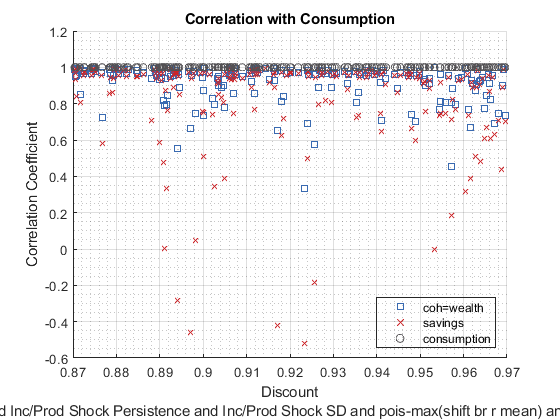 Correlation with Consumption
1.2
1
0.8
0.6
0.4
0.2
0
-0.2
-0.4
-0.6
Correlation Coefficient
coh=wealth
savings
consumption
0.87 0.88 0.89 0.9 0.91 0.92 0.93 0.94 0.95 0.96 0.97
Discount
d Inc/Prod Shock Persistence and Inc/Prod Shock SD and pois-max(shift br r mean) an